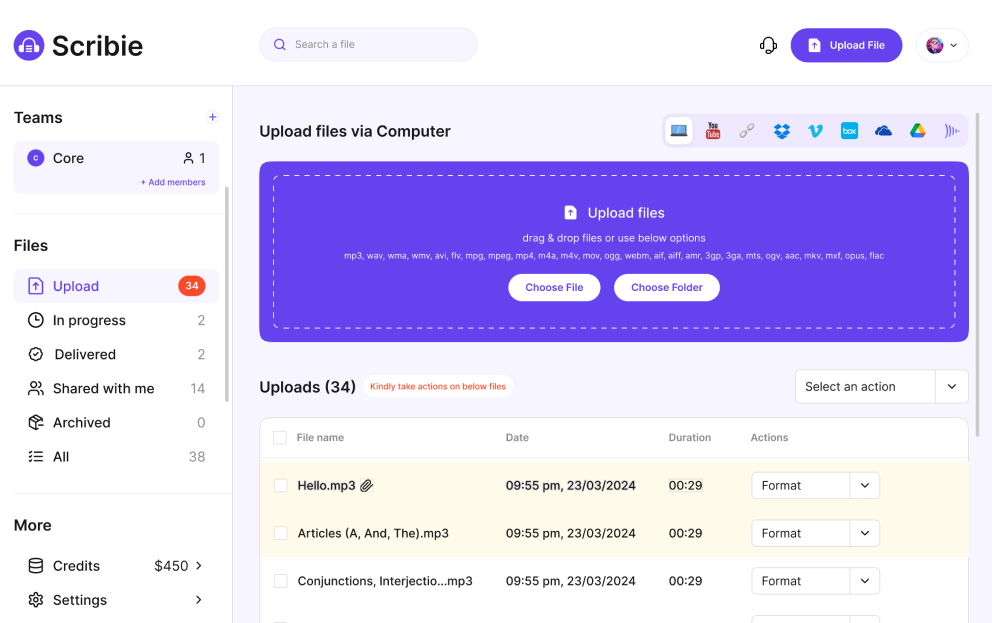 Scribie
Search a file
Upload File
Teams
+
C Core 1
+ Add members
Files
Upload 34
In progress 2
Delivered 2
Shared with me 14
Archived 0
All 38
More
Credits $450
Settings
Upload files via Computer
You Tube
box
Upload files
drag & drop files or use below options
mp3, wav, wma, wmv, avi, flv, mpg, mpeg, mp4, m4a, m4v, mov, ogg, webm, aif, aiff, amr, 3gp, 3ga, mts, ogv, aac, mkv, mxf, opus, flac
Choose File Choose Folder
Uploads (34) Kindly take actions on below files Select an action
File name Date Duration Actions
Hello.mp3 09:55 pm, 23/03/2024 00:29 Format
Articles (A, And, The).mp3 09:55 pm, 23/03/2024 00:29 Format
Conjunctions, Interjectio...mp3 09:55 pm, 23/03/2024 00:29 Format